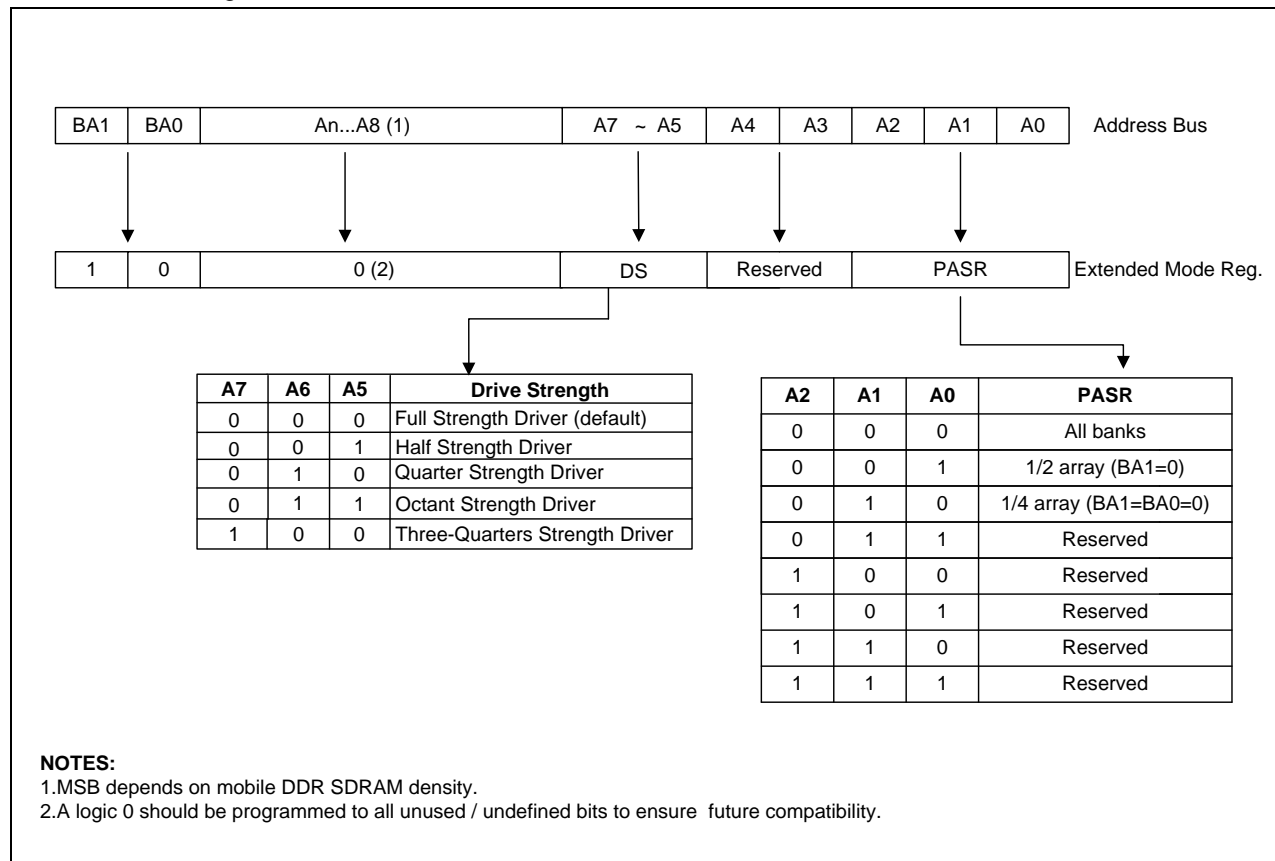 BA1 BA0 An...A8 (1) A7 ~ A5 A4 A3 A2 A1 A0 Address Bus
1 0 0 (2) DS Reserved PASR Extended Mode Reg.
A7 A6 A5 Drive Strength
0 0 0 Full Strength Driver (default)
0 0 1 Half Strength Driver
0 1 0 Quarter Strength Driver
0 1 1 Octant Strength Driver
1 0 0 Three-Quarters Strength Driver
A2 A1 A0 PASR
0 0 0 All banks
0 0 1 1/2 array (BA1=0)
0 1 0 1/4 array (BA1=BA0=0)
0 1 1 Reserved
1 0 0 Reserved
1 0 1 Reserved
1 1 0 Reserved
1 1 1 Reserved
NOTES:
1.MSB depends on mobile DDR SDRAM density.
2.A logic 0 should be programmed to all unused / undefined bits to ensure future compatibility.